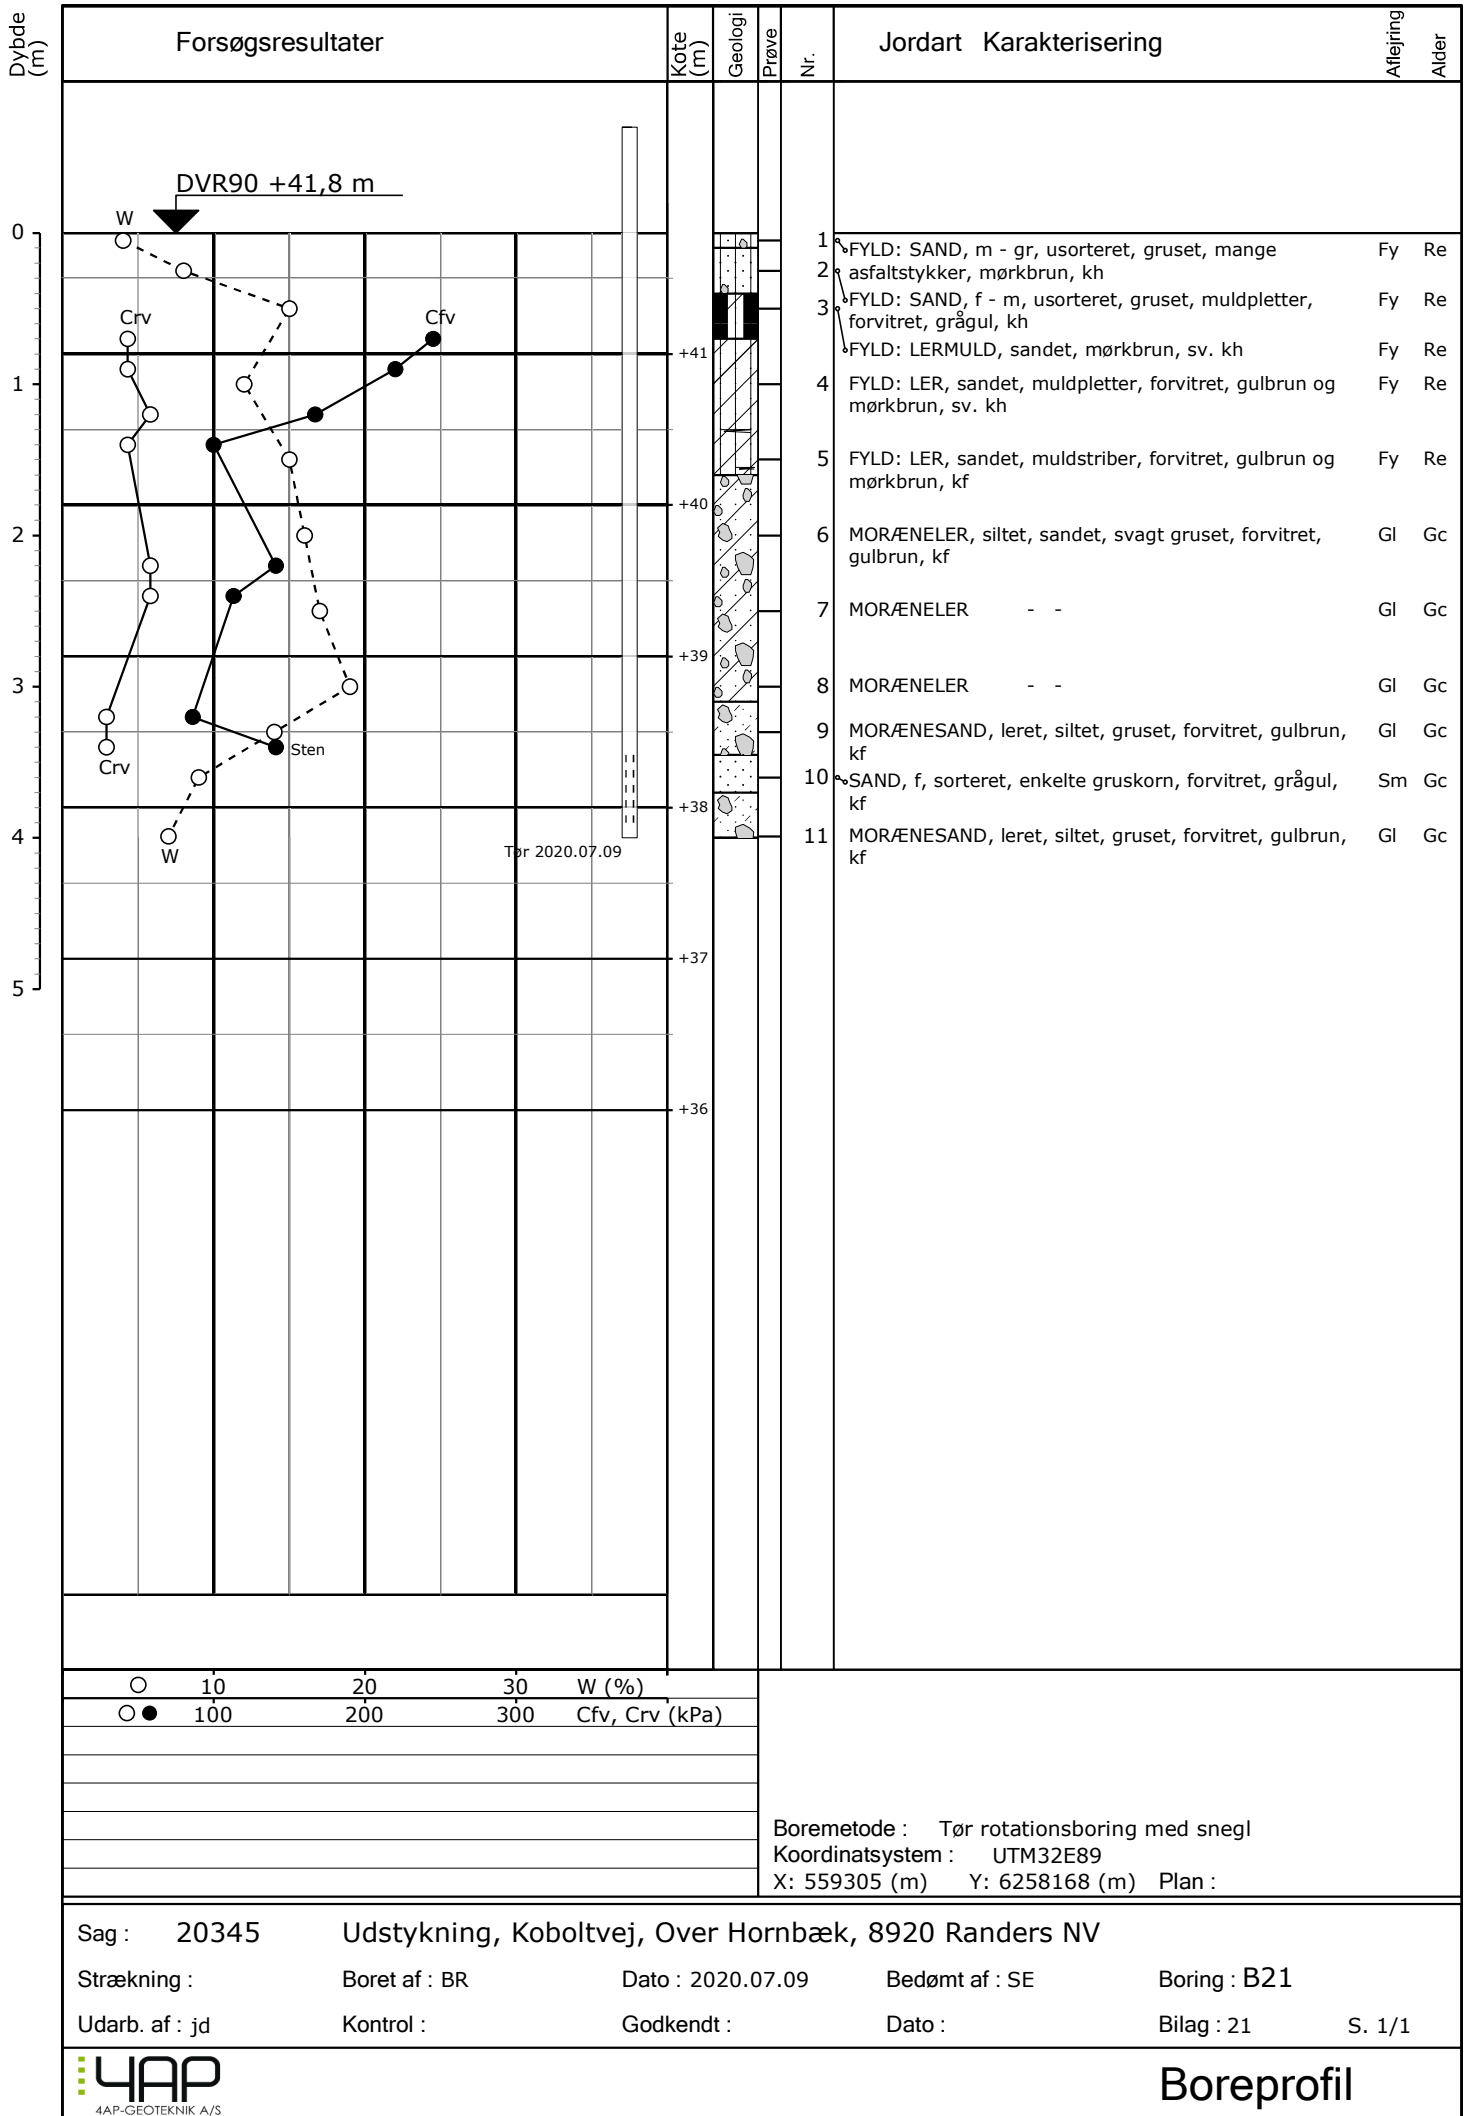 Dybde (m)
Forsøgsresultater
Kote (m)
Geologi
Prøve
Nr.
Jordart Karakterisering
Aflejring
Alder
DVR90 +41,8 m
W
0
1 FYLD: SAND, m - gr, usorteret, gruset, mange Fy Re
asfaltstykker, mørkbrun, kh
2 FYLD: SAND, f - m, usorteret, gruset, muldpletter, Fy Re
forvitret, grågul, kh
Crv
Cfv
3 FYLD: LERMULD, sandet, mørkbrun, sv. kh Fy Re
+41
1
4 FYLD: LER, sandet, muldpletter, forvitret, gulbrun og Fy Re
mørkbrun, sv. kh
5 FYLD: LER, sandet, muldstriber, forvitret, gulbrun og Fy Re
mørkbrun, kf
+40
2
6 MORÆNELER, siltet, sandet, svagt gruset, forvitret, Gl Gc
gulbrun, kf
7 MORÆNELER - - Gl Gc
+39
3
8 MORÆNELER - - Gl Gc
9 MORÆNESAND, leret, siltet, gruset, forvitret, gulbrun, Gl Gc
kf
Sten
Crv
10 SAND, f, sorteret, enkelte gruskorn, forvitret, grågul, Sm Gc
kf
+38
4
11 MORÆNESAND, leret, siltet, gruset, forvitret, gulbrun, Gl Gc
kf
W
Tør 2020.07.09
+37
5
+36
10 20 30 W (%)
100 200 300 Cfv, Crv (kPa)
Boremetode : Tør rotationsboring med snegl
Koordinatsystem : UTM32E89
X: 559305 (m) Y: 6258168 (m) Plan :
Sag : 20345 Udstykning, Koboltvej, Over Hornbæk, 8920 Randers NV
Strækning : Boret af : BR Dato : 2020.07.09 Bedømt af : SE Boring : B21
Udarb. af : jd Kontrol : Godkendt : Dato : Bilag : 21 S. 1/1
4AP
4AP-GEOTEKNIK A/S
Boreprofil